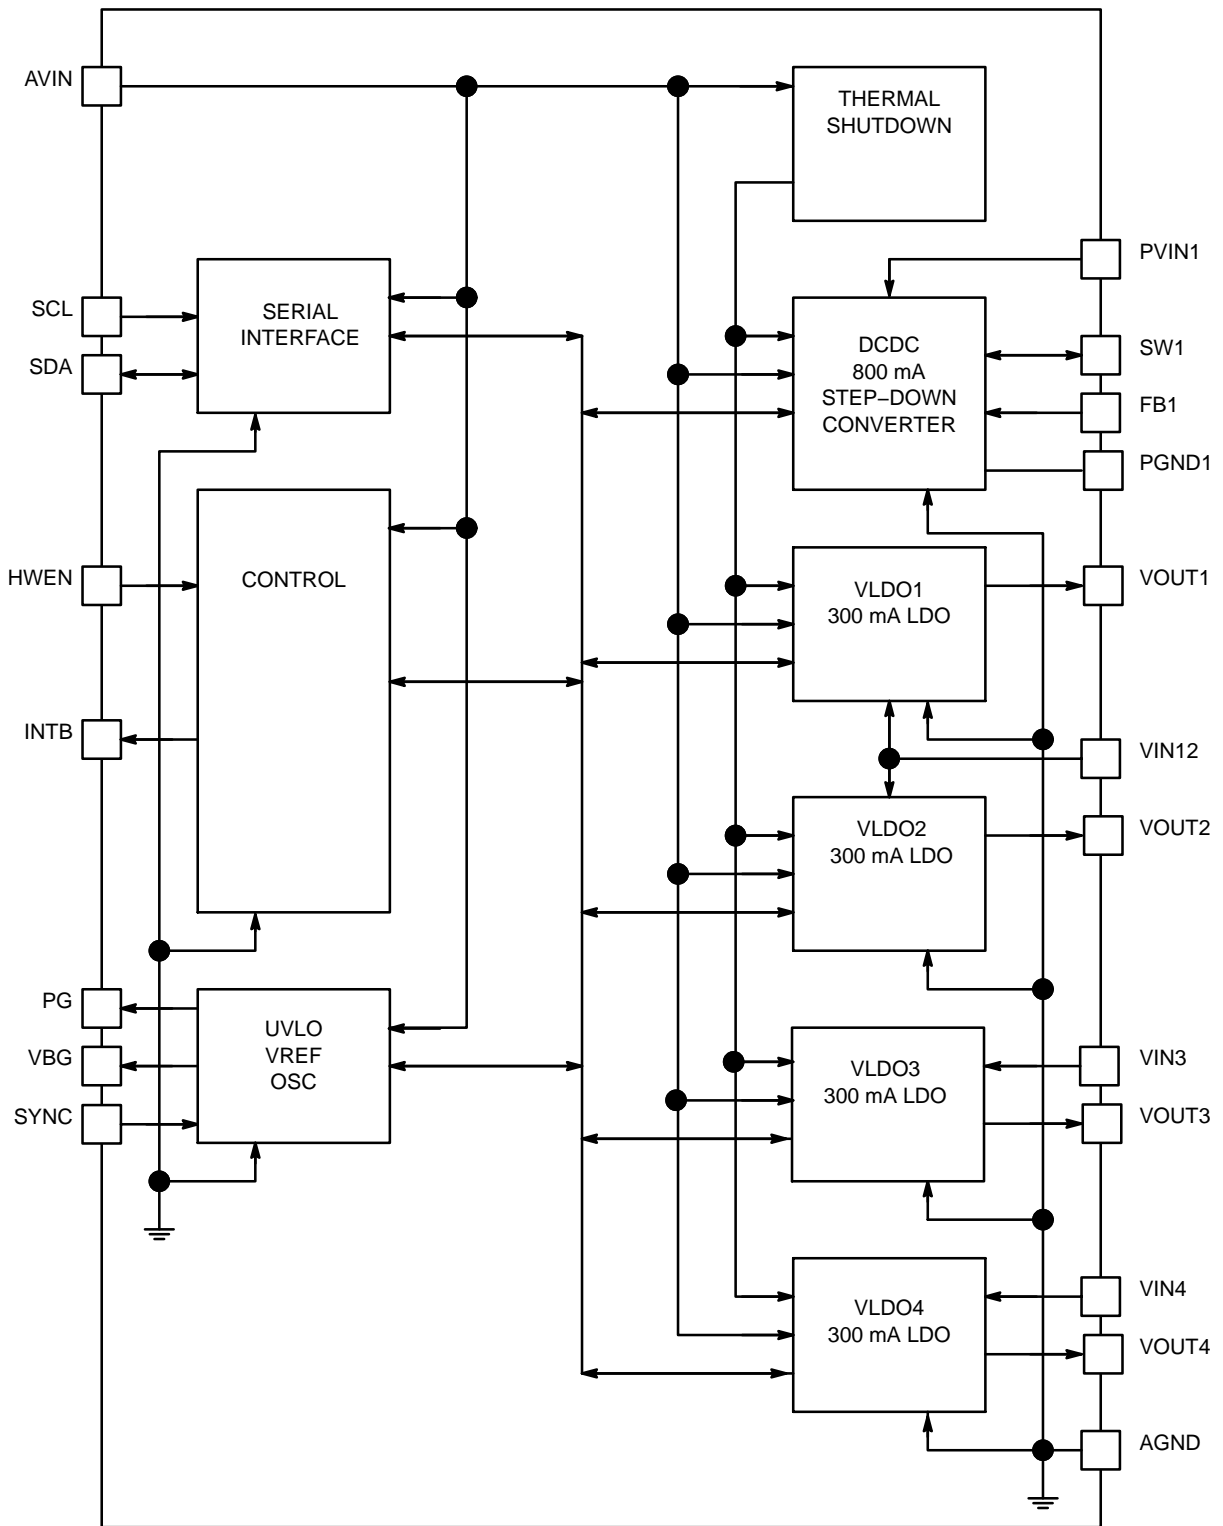 AVIN
THERMAL
SHUTDOWN
PVIN1
SCL
SERIAL
INTERFACE
SDA
DCDC
800 mA
STEP–DOWN
CONVERTER
SW1
FB1
PGND1
HWEN
CONTROL
VLDO1
300 mA LDO
VOUT1
INTB
VIN12
VLDO2
300 mA LDO
VOUT2
PG
VBG
SYNC
UVLO
VREF
OSC
VLDO3
300 mA LDO
VIN3
VOUT3
VLDO4
300 mA LDO
VIN4
VOUT4
AGND